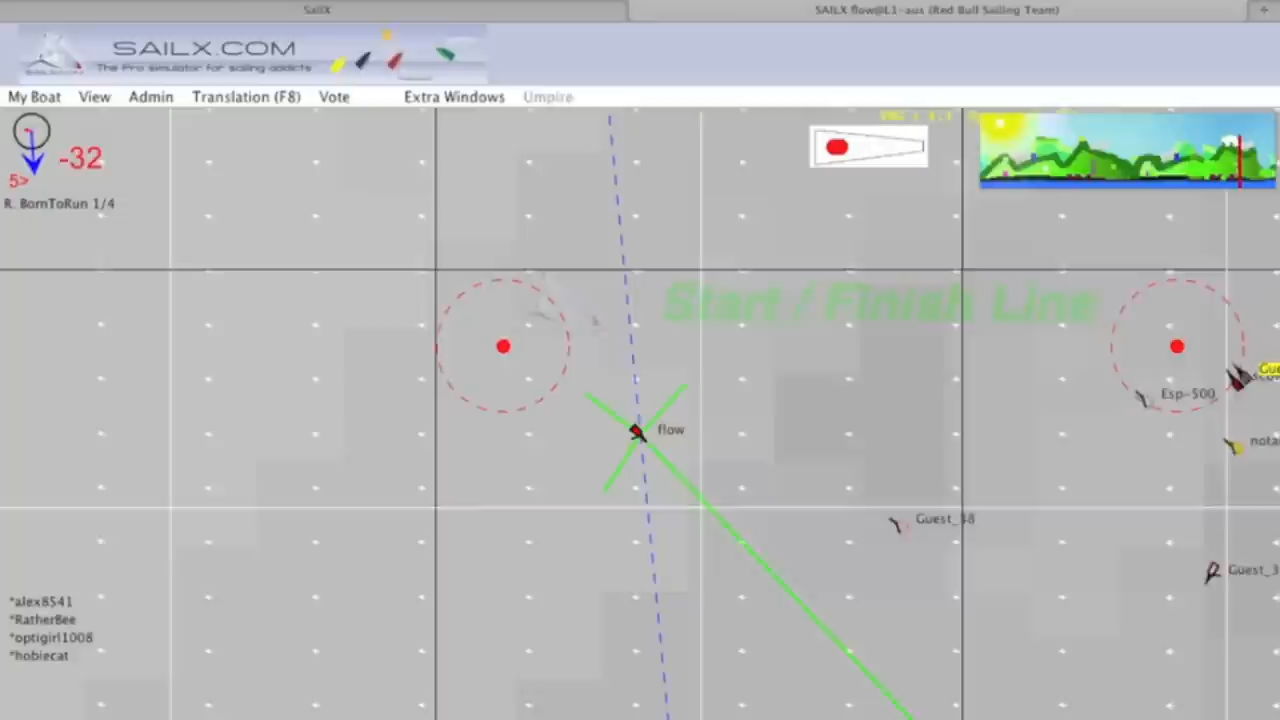 SailX
SAILX flow@L1-aus (Red Bull Sailing Team)
+
SAILX.COM
The Pro simulator for sailing addicts
My Boat View Admin Translation (F8) Vote Extra Windows Umpire
-32
5>
R. BornToRun 1/4
Start / Finish Line
Esp-500
flow
Guest_38
Guest_3
*alex8541
*RatherBee
*optigirl1008
*hobiecat